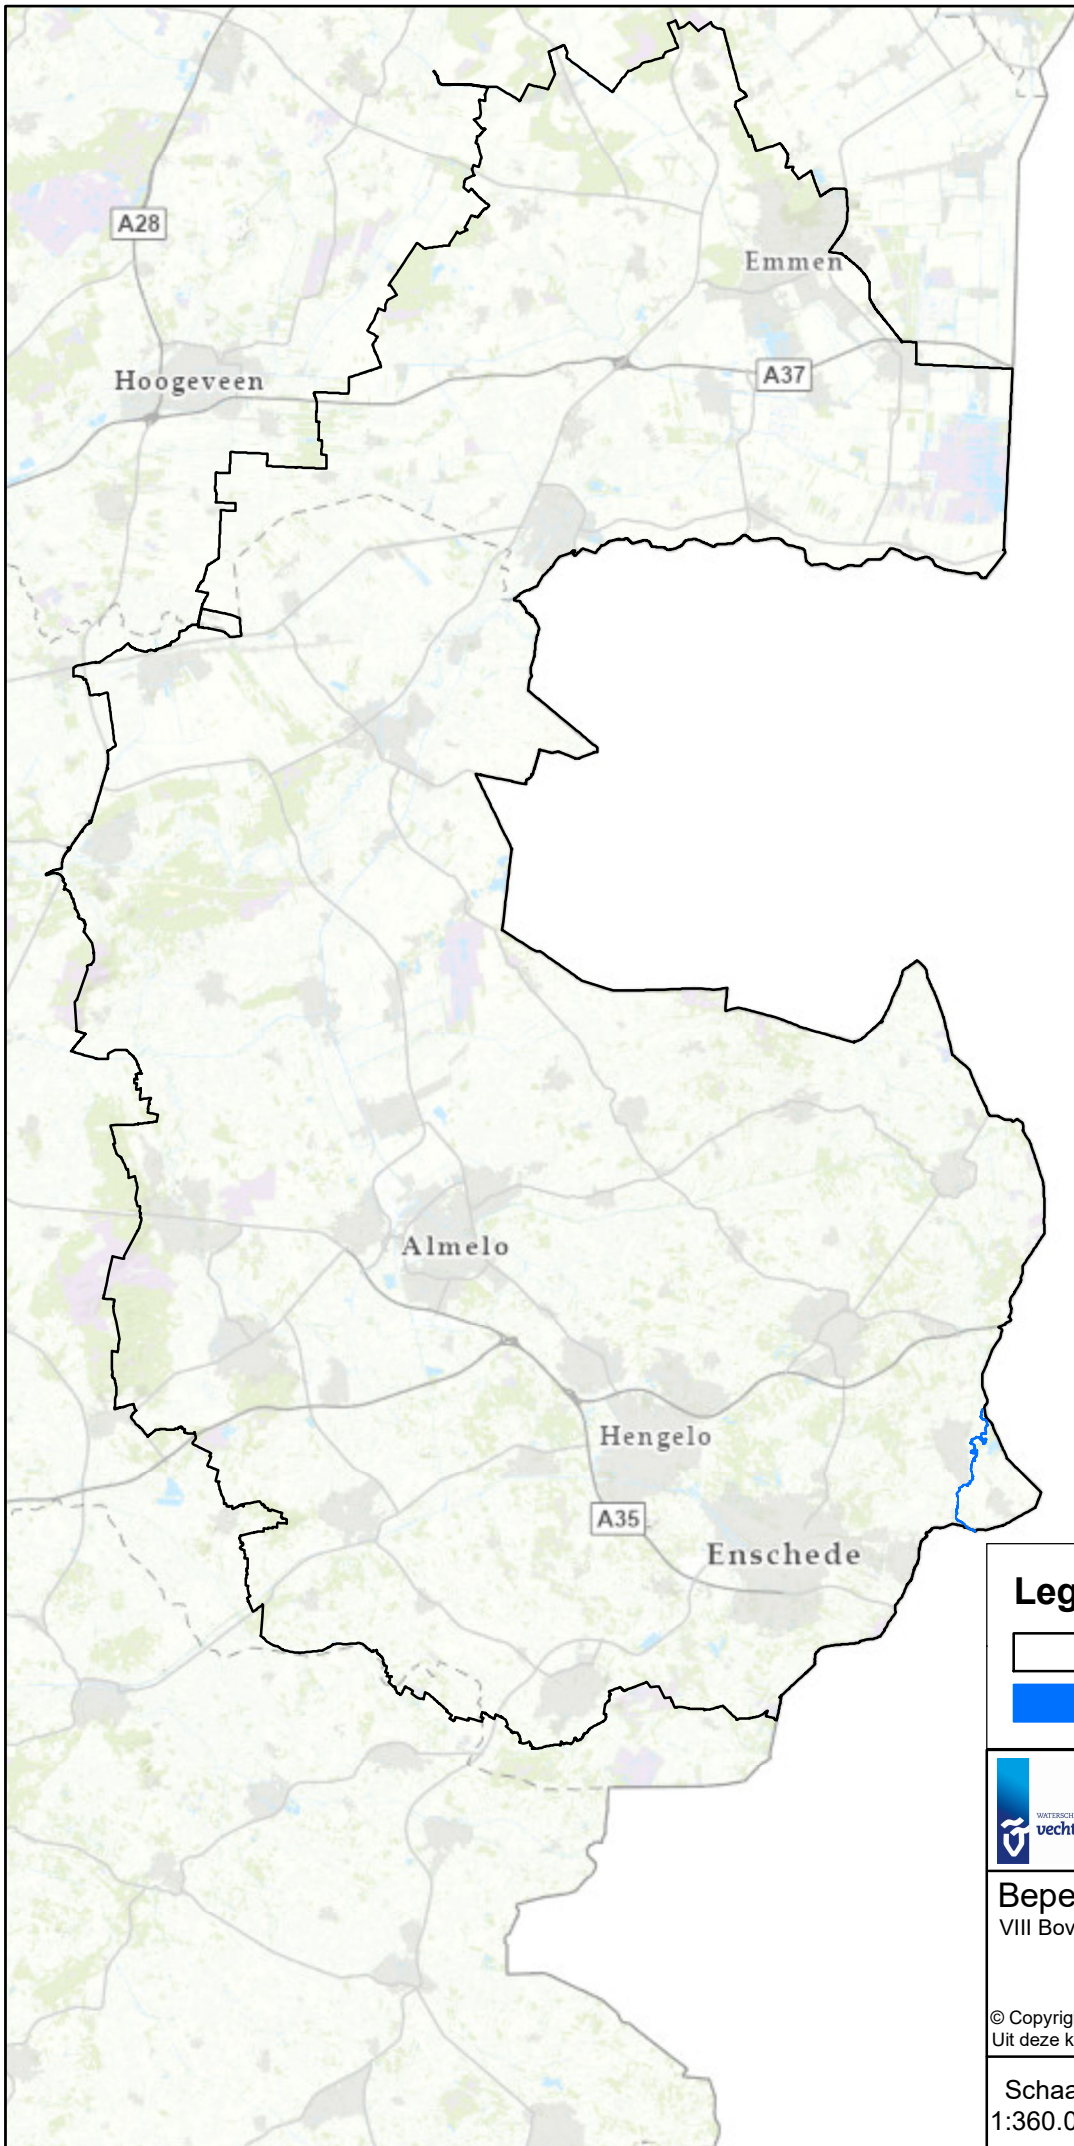 A28
Emmen
Hoogeveen
A37
Almelo
Hengelo
A35
Enschede
Leg
WATERSCH
vecht
Bepe
VIII Bov
© Copyrig
Uit deze k
Schaa
1:360.0